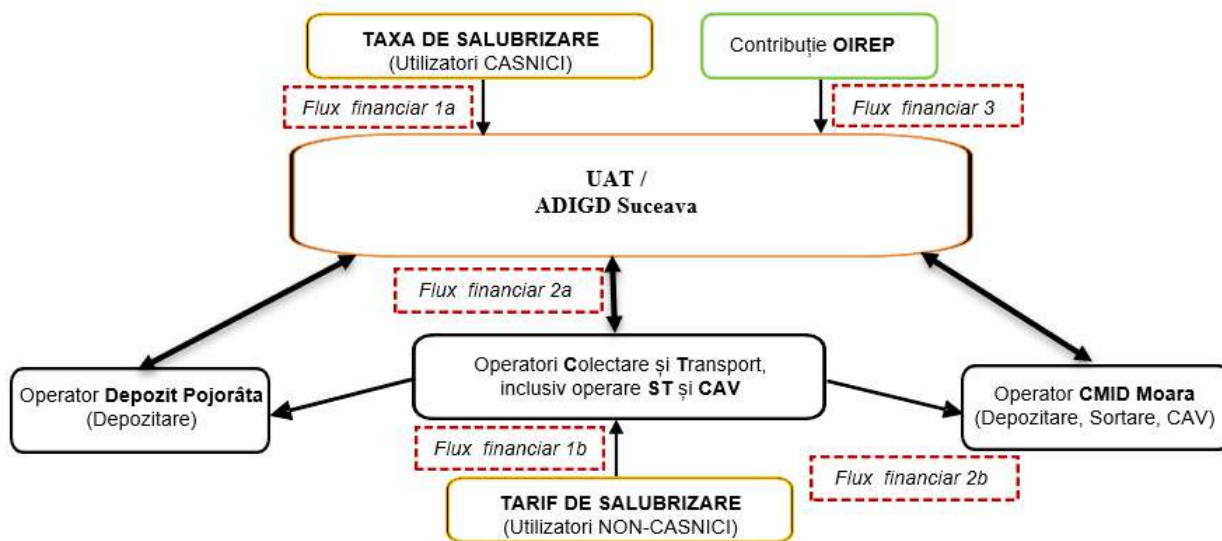 TAXA DE SALUBRIZARE
(Utilizatori CASNICI)
Contribuție OIREP
Flux financiar 1a
Flux financiar 3
UAT /
ADIGD Suceava
Flux financiar 2a
Operatori Colectare și Transport,
inclusiv operare ST și CAV
Operator Depozit Pojorâta
(Depozitare)
Operator CMID Moara
(Depozitare, Sortare, CAV)
Flux financiar 1b
Flux financiar 2b
TARIF DE SALUBRIZARE
(Utilizatori NON-CASNICI)